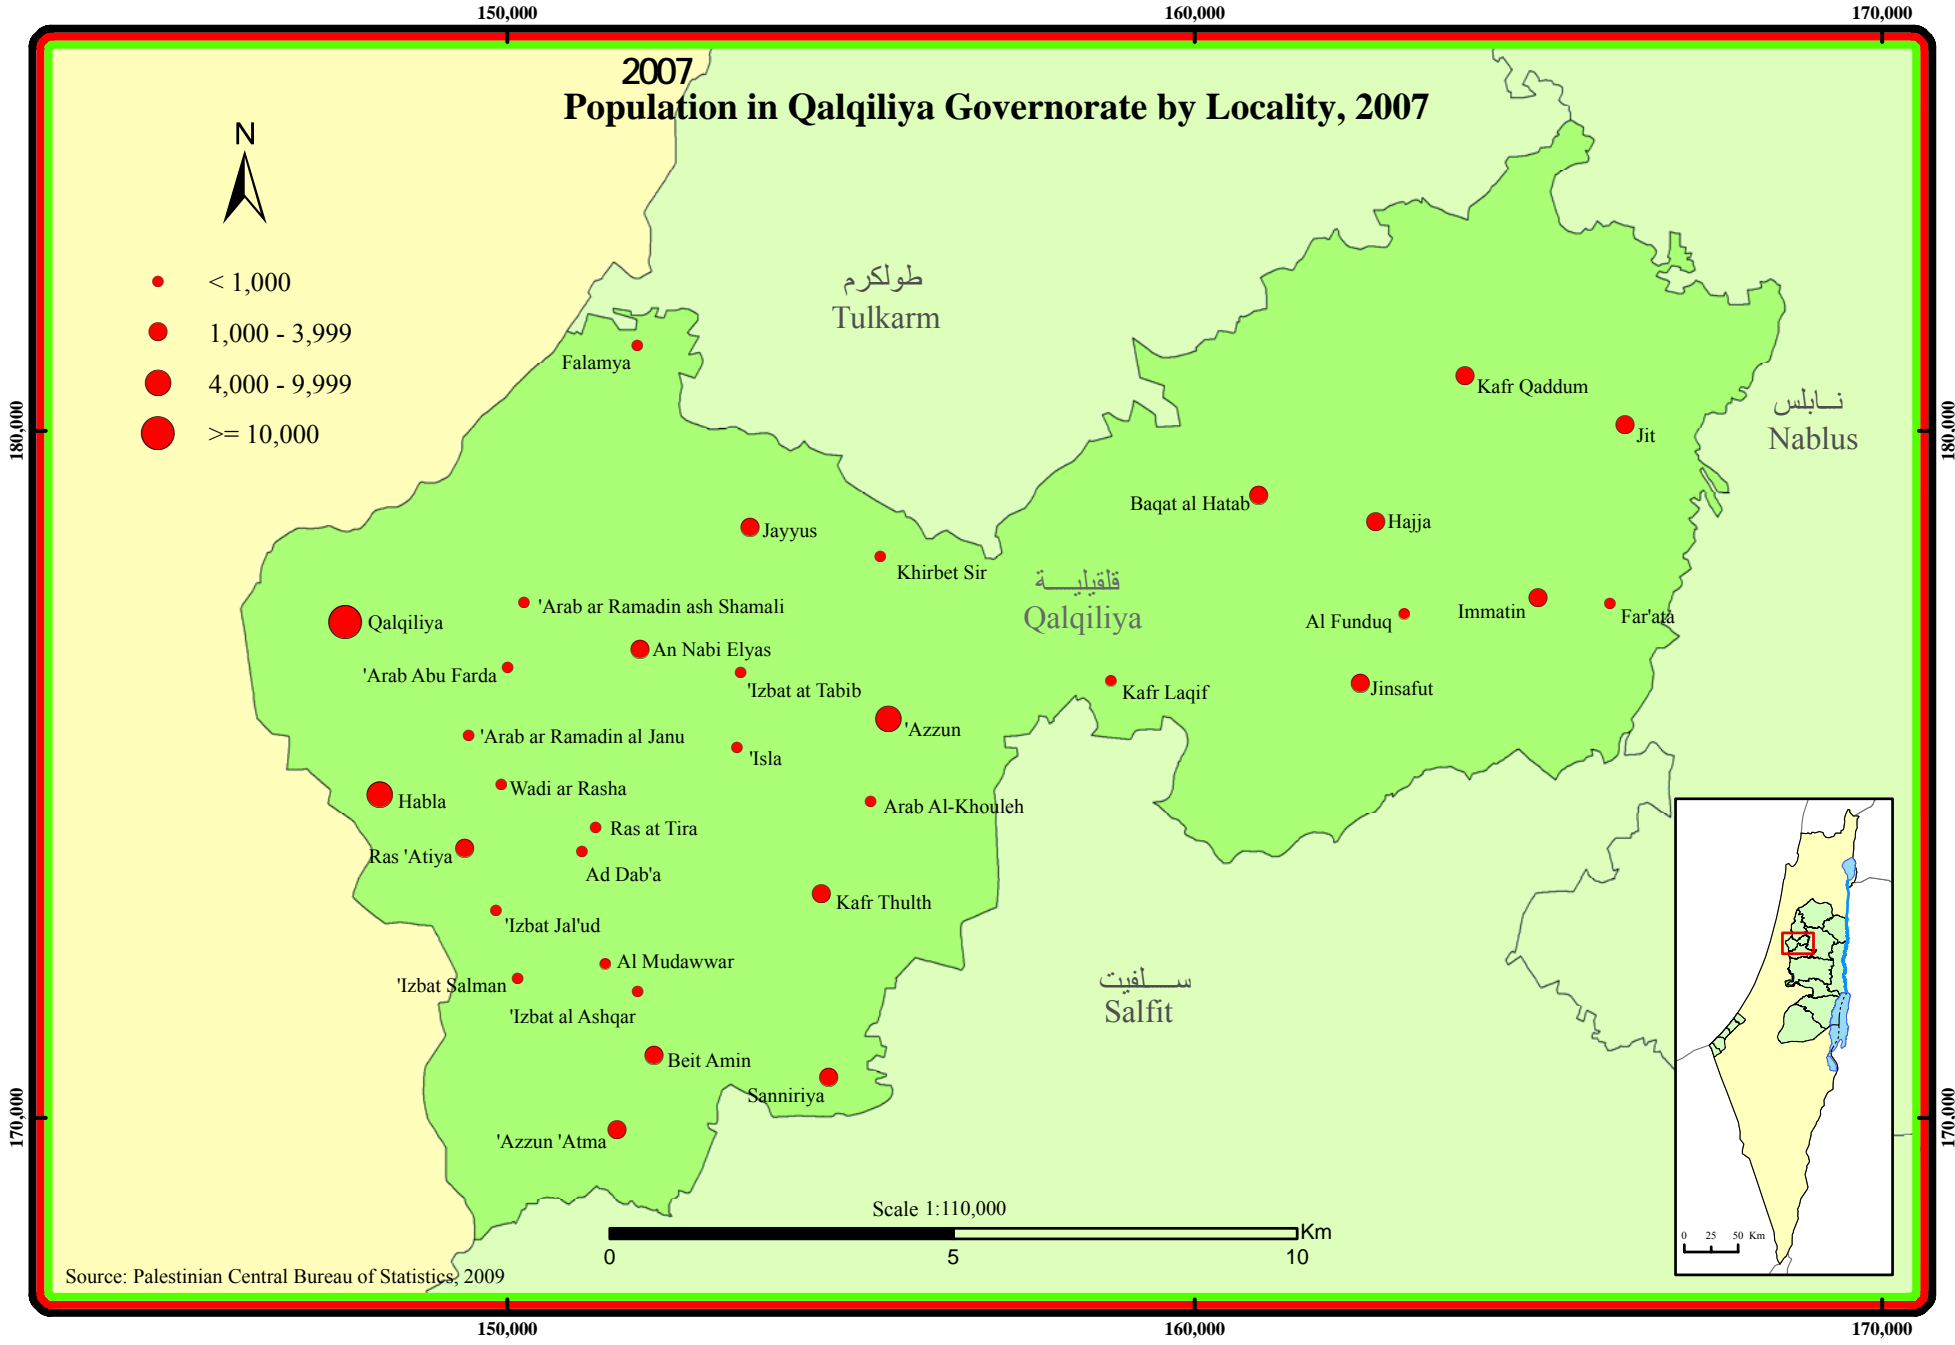 150,000
160,000
170,000
2007
Population in Qalqiliya Governorate by Locality, 2007
N
< 1,000
1,000 - 3,999
4,000 - 9,999
>= 10,000
طولكرم
Tulkarm
نابلس
Nablus
قلقيلية
Qalqiliya
سلفيت
Salfit
180,000
180,000
170,000
170,000
Falamya
Kafr Qaddum
Jit
Baqat al Hatab
Hajja
Jayyus
Khirbet Sir
'Arab ar Ramadin ash Shamali
Qalqiliya
Al Funduq
Immatin
Far'ata
An Nabi Elyas
'Arab Abu Farda
'Izbat at Tabib
Kafr Laqif
Jinsafut
'Azzun
'Arab ar Ramadin al Janu
'Isla
Wadi ar Rasha
Habla
Arab Al-Khouleh
Ras at Tira
Ras 'Atiya
Ad Dab'a
Kafr Thulth
'Izbat Jal'ud
Al Mudawwar
'Izbat Salman
'Izbat al Ashqar
Beit Amin
Sanniriya
'Azzun 'Atma
Scale 1:110,000
Km
0
5
10
0 25 50 Km
Source: Palestinian Central Bureau of Statistics, 2009
150,000
160,000
170,000